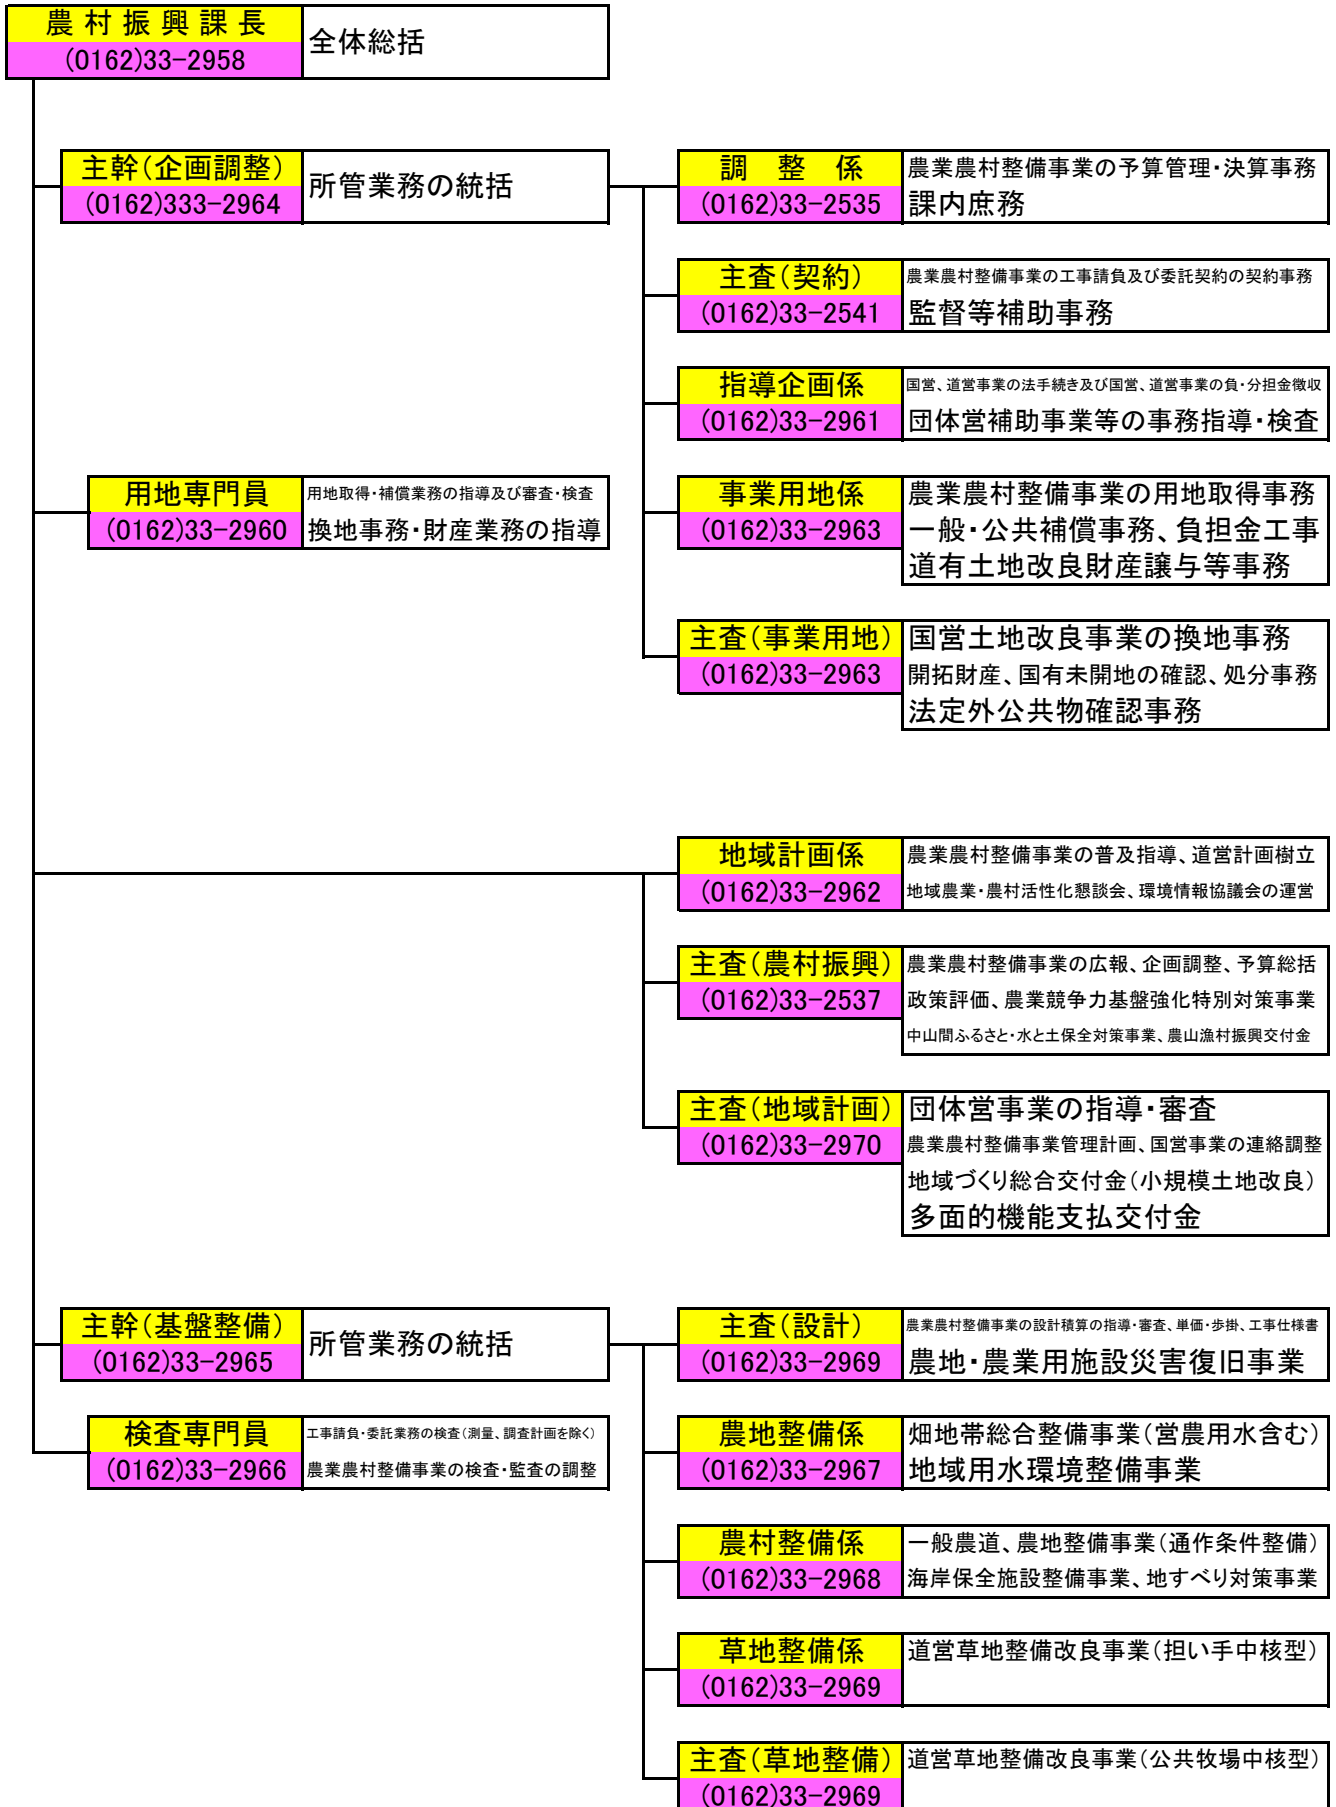 農村振興課長
(0162)33-2958
全体総括
主幹(企画調整)
(0162)333-2964
所管業務の統括
調　整　係
(0162)33-2535
農業農村整備事業の予算管理・決算事務
課内庶務
主査(契約)
(0162)33-2541
農業農村整備事業の工事請負及び委託契約の契約事務
監督等補助事務
指導企画係
(0162)33-2961
国営、道営事業の法手続き及び国営、道営事業の負・分担金徴収
団体営補助事業等の事務指導・検査
用地専門員
(0162)33-2960
用地取得・補償業務の指導及び審査・検査
換地事務・財産業務の指導
事業用地係
(0162)33-2963
農業農村整備事業の用地取得事務
一般・公共補償事務、負担金工事
道有土地改良財産譲与等事務
主査(事業用地)
(0162)33-2963
国営土地改良事業の換地事務
開拓財産、国有未開地の確認、処分事務
法定外公共物確認事務
地域計画係
(0162)33-2962
農業農村整備事業の普及指導、道営計画樹立
地域農業・農村活性化懇談会、環境情報協議会の運営
主査(農村振興)
(0162)33-2537
農業農村整備事業の広報、企画調整、予算総括
政策評価、農業競争力基盤強化特別対策事業
中山間ふるさと・水と土保全対策事業、農山漁村振興交付金
主査(地域計画)
(0162)33-2970
団体営事業の指導・審査
農業農村整備事業管理計画、国営事業の連絡調整
地域づくり総合交付金(小規模土地改良)
多面的機能支払交付金
主幹(基盤整備)
(0162)33-2965
所管業務の統括
主査(設計)
(0162)33-2969
農業農村整備事業の設計積算の指導・審査、単価・歩掛、工事仕様書
農地・農業用施設災害復旧事業
検査専門員
(0162)33-2966
工事請負・委託業務の検査(測量、調査計画を除く)
農業農村整備事業の検査・監査の調整
農地整備係
(0162)33-2967
畑地帯総合整備事業(営農用水含む)
地域用水環境整備事業
農村整備係
(0162)33-2968
一般農道、農地整備事業(通作条件整備)
海岸保全施設整備事業、地すべり対策事業
草地整備係
(0162)33-2969
道営草地整備改良事業(担い手中核型)
主査(草地整備)
(0162)33-2969
道営草地整備改良事業(公共牧場中核型)